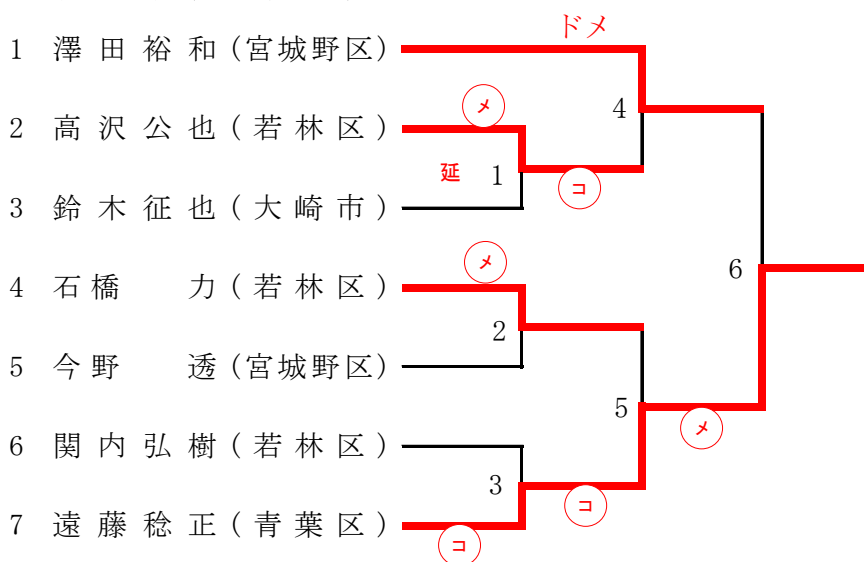 ドメ
1 澤田裕和(宮城野区)
メ
4
2 高沢公也(若林区)
延 1
コ
3 鈴木征也(大崎市)
メ
6
4 石橋 力(若林区)
2
5 今野 透(宮城野区)
5
メ
6 関内弘樹(若林区)
3
コ
7 遠藤稔正(青葉区)
コ